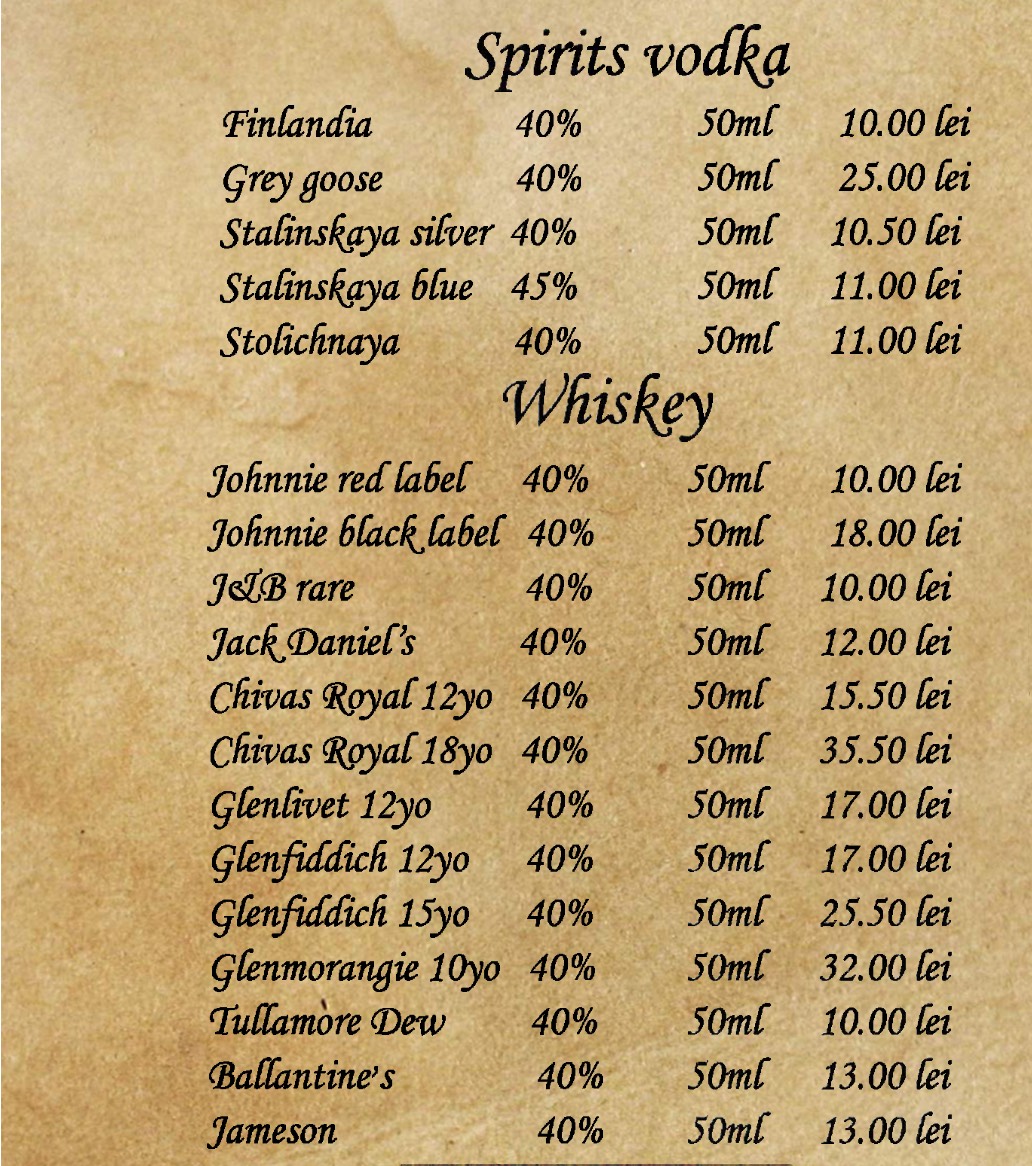 Spirits vodka
Finlandia 40% 50ml 10.00 lei
Grey goose 40% 50ml 25.00 lei
Stalinskaya silver 40% 50ml 10.50 lei
Stalinskaya blue 45% 50ml 11.00 lei
Stolichnaya 40% 50ml 11.00 lei
Whiskey
Johnnie red label 40% 50ml 10.00 lei
Johnnie black label 40% 50ml 18.00 lei
J&B rare 40% 50ml 10.00 lei
Jack Daniel's 40% 50ml 12.00 lei
Chivas Royal 12yo 40% 50ml 15.50 lei
Chivas Royal 18yo 40% 50ml 35.50 lei
Glenlivet 12yo 40% 50ml 17.00 lei
Glenfiddich 12yo 40% 50ml 17.00 lei
Glenfiddich 15yo 40% 50ml 25.50 lei
Glenmorangie 10yo 40% 50ml 32.00 lei
Tullamore Dew 40% 50ml 10.00 lei
Ballantine's 40% 50ml 13.00 lei
Jameson 40% 50ml 13.00 lei